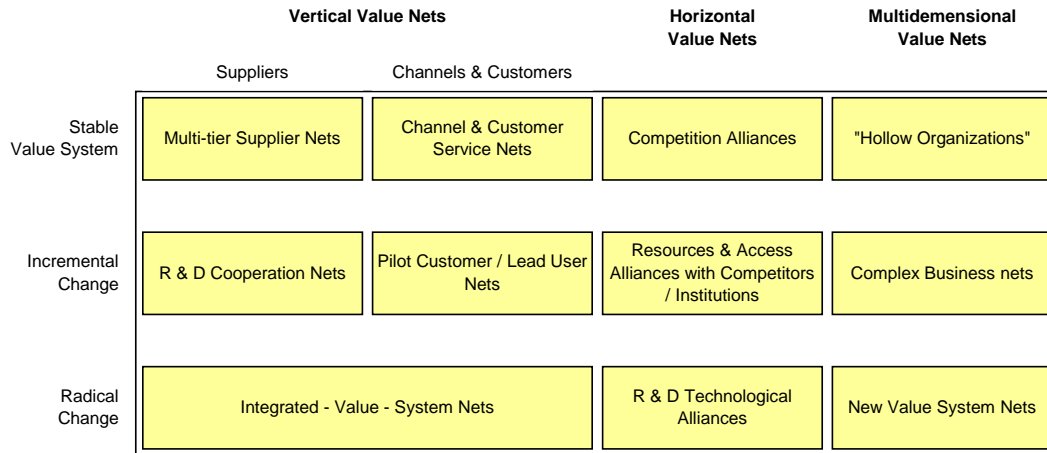 Vertical Value Nets
Horizontal
Value Nets
Multidemensional
Value Nets
Suppliers
Channels & Customers
Stable
Value System
Multi-tier Supplier Nets
Channel & Customer
Service Nets
Competition Alliances
"Hollow Organizations"
Incremental
Change
R & D Cooperation Nets
Pilot Customer / Lead User
Nets
Resources & Access
Alliances with Competitors
/ Institutions
Complex Business nets
Radical
Change
Integrated - Value - System Nets
R & D Technological
Alliances
New Value System Nets